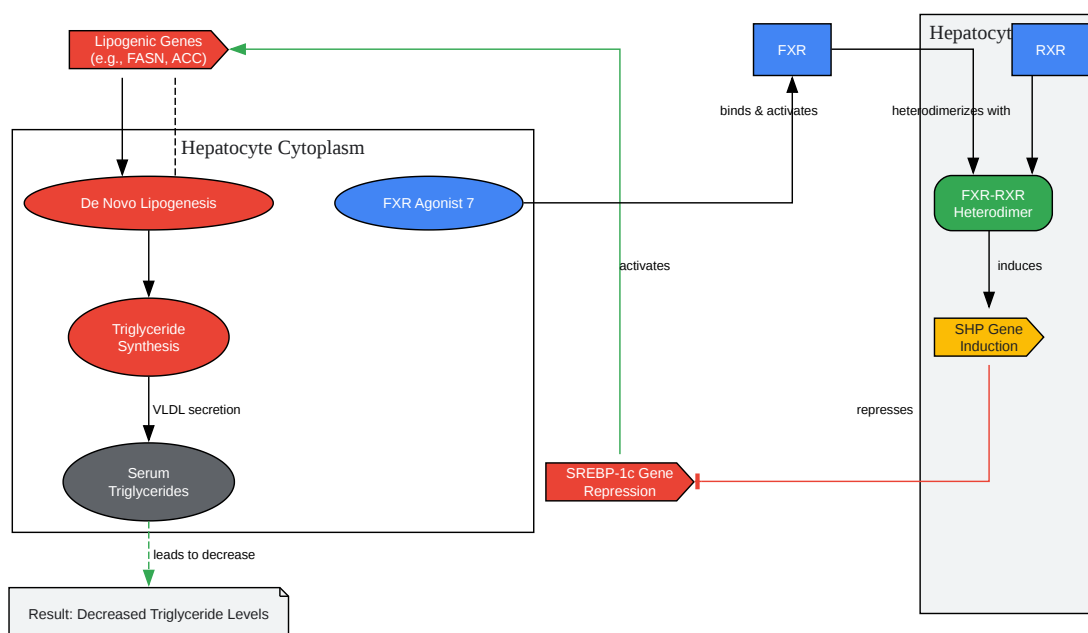 Lipogenic Genes
(e.g., FASN, ACC)
FXR
Hepatocyt
RXR
binds & activates
heterodimerizes with
Hepatocyte Cytoplasm
De Novo Lipogenesis
FXR Agonist 7
FXR-RXR
Heterodimer
activates
induces
Triglyceride
Synthesis
SHP Gene
Induction
VLDL secretion
represses
Serum
Triglycerides
SREBP-1c Gene
Repression
leads to decrease
Result: Decreased Triglyceride Levels